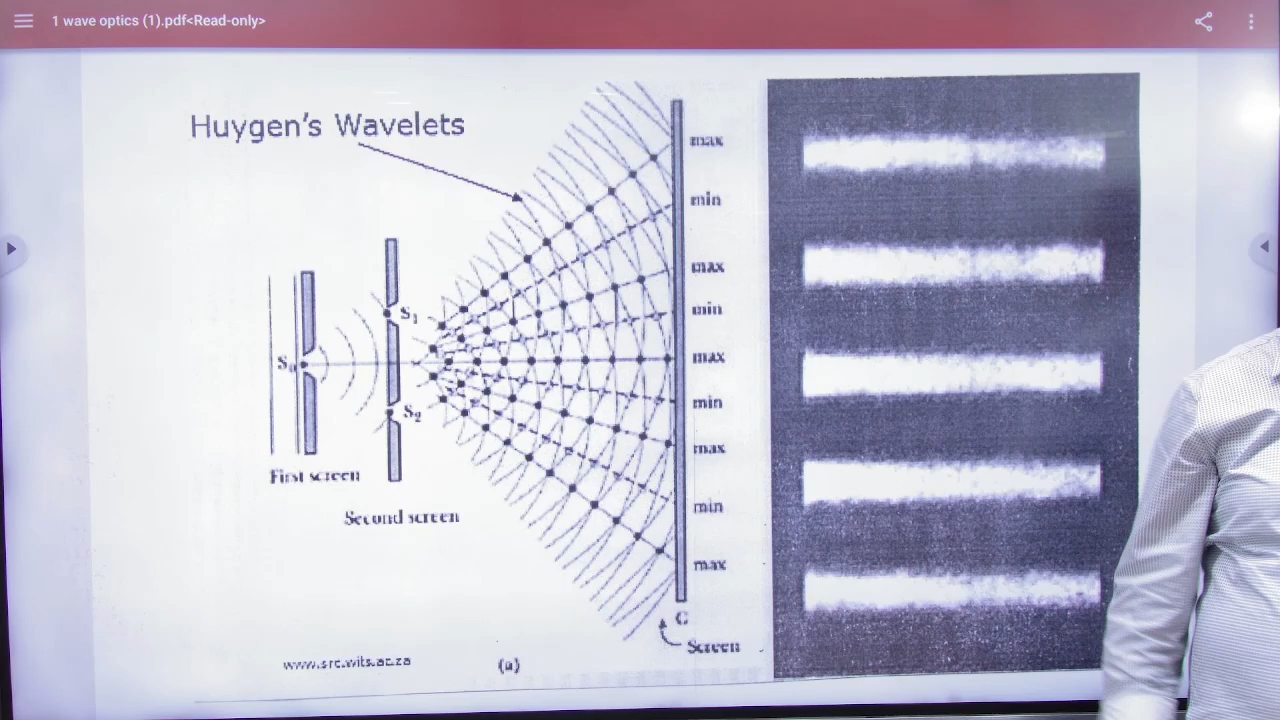 1 wave optics (1).pdf<Read-only>
Huygen's Wavelets
max
min
max
S1
min
S0
max
min
S2
max
First screen
min
Second screen
max
C
Screen
www.src.wits.ac.za
(a)